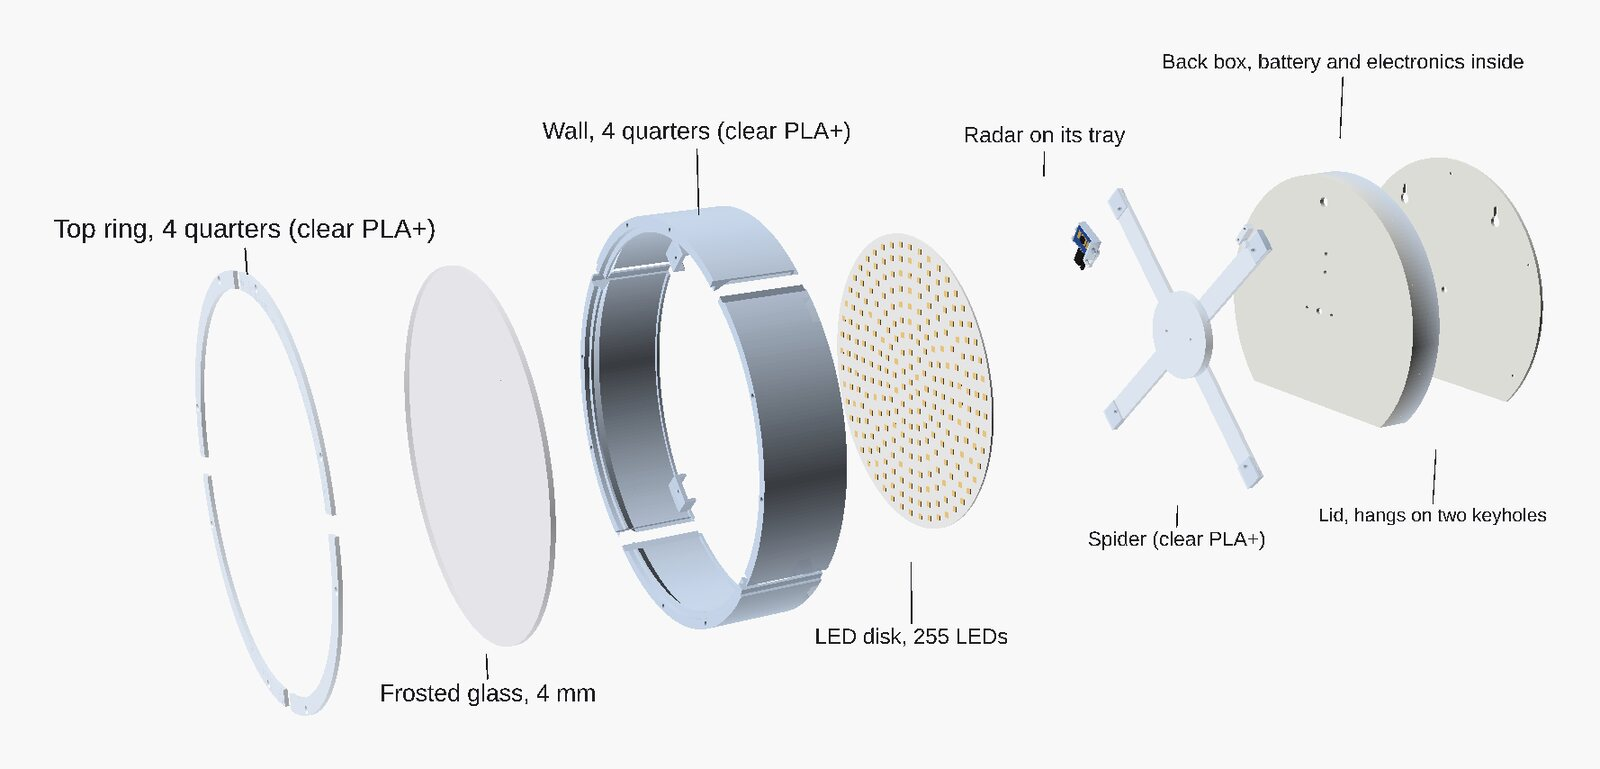 Back box, battery and electronics inside
Wall, 4 quarters (clear PLA+)
Radar on its tray
Top ring, 4 quarters (clear PLA+)
Lid, hangs on two keyholes
Spider (clear PLA+)
LED disk, 255 LEDs
Frosted glass, 4 mm